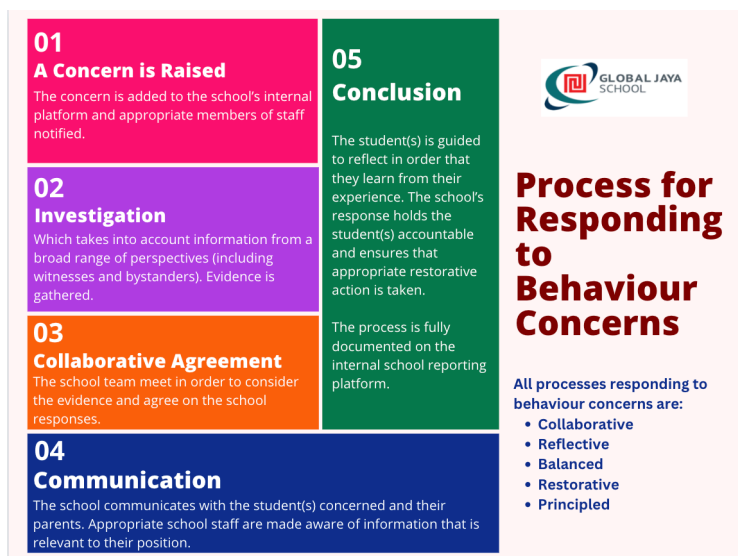 01
A Concern is Raised
The concern is added to the school's internal
platform and appropriate members of staff
notified.
02
Investigation
Which takes into account information from a
broad range of perspectives (including
witnesses and bystanders). Evidence is
gathered.
03
Collaborative Agreement
The school team meet in order to consider
the evidence and agree on the school
responses.
04
Communication
The school communicates with the student(s) concerned and their
parents. Appropriate school staff are made aware of information that is
relevant to their position.
05
Conclusion
The student(s) is guided
to reflect in order that
they learn from their
experience. The school's
response holds the
student(s) accountable
and ensures that
appropriate restorative
action is taken.
The process is fully
documented on the
internal school reporting
platform.
GLOBAL JAYA
SCHOOL
Process for
Responding
to
Behaviour
Concerns
All processes responding to
behaviour concerns are:
• Collaborative
• Reflective
• Balanced
• Restorative
• Principled